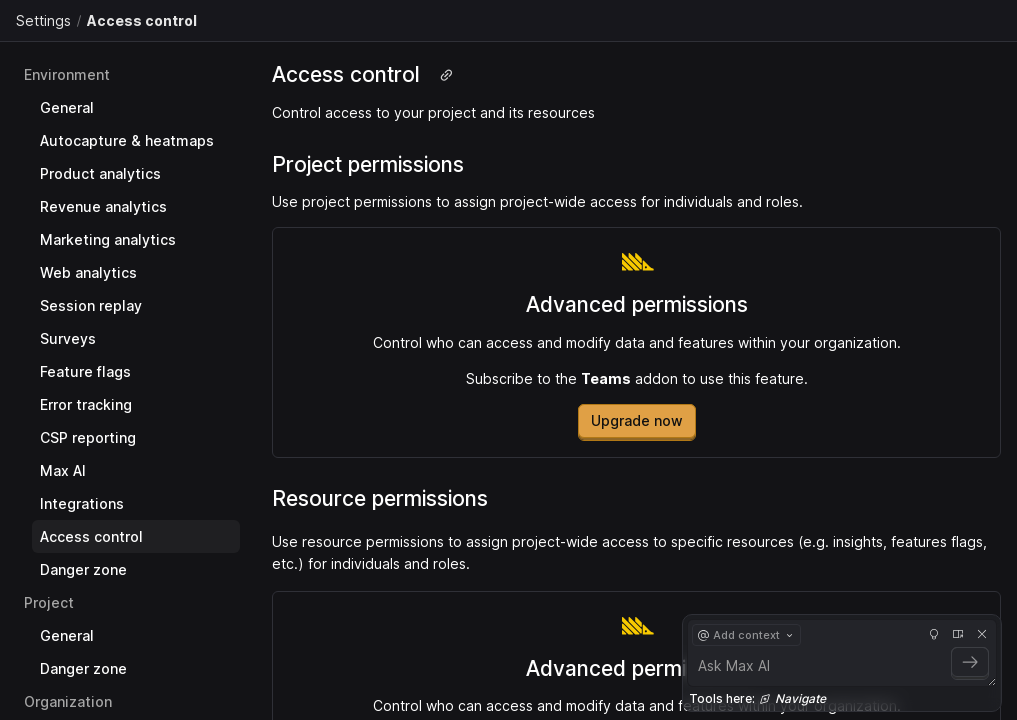 Settings / Access control
Environment
General
Autocapture & heatmaps
Product analytics
Revenue analytics
Marketing analytics
Web analytics
Session replay
Surveys
Feature flags
Error tracking
CSP reporting
Max AI
Integrations
Access control
Danger zone
Project
General
Danger zone
Organization
Access control
Control access to your project and its resources
Project permissions
Use project permissions to assign project-wide access for individuals and roles.
Advanced permissions
Control who can access and modify data and features within your organization.
Subscribe to the Teams addon to use this feature.
Upgrade now
Resource permissions
Use resource permissions to assign project-wide access to specific resources (e.g. insights, features flags,
etc.) for individuals and roles.
Advanced permi
Control who can access and modify data and features within your organization.
@ Add context
Ask Max AI
Tools here: Navigate